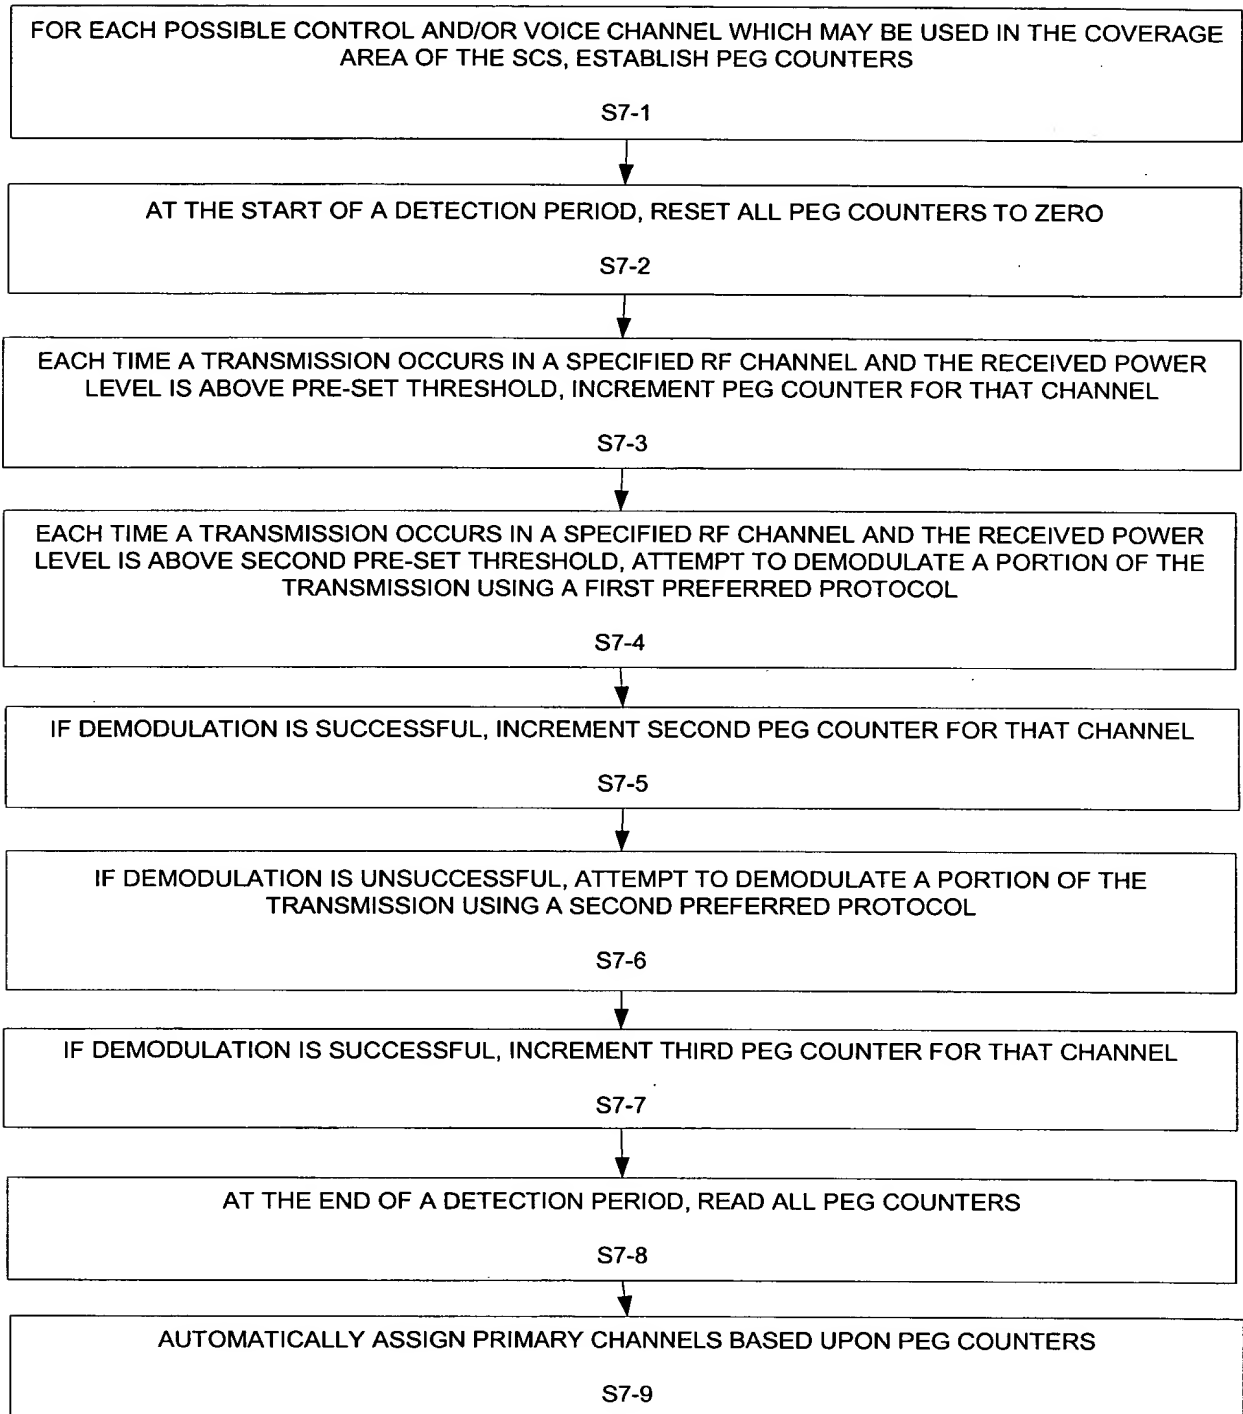 FOR EACH POSSIBLE CONTROL AND/OR VOICE CHANNEL WHICH MAY BE USED IN THE COVERAGE
AREA OF THE SCS, ESTABLISH PEG COUNTERS
S7-1
AT THE START OF A DETECTION PERIOD, RESET ALL PEG COUNTERS TO ZERO
S7-2
EACH TIME A TRANSMISSION OCCURS IN A SPECIFIED RF CHANNEL AND THE RECEIVED POWER
LEVEL IS ABOVE PRE-SET THRESHOLD, INCREMENT PEG COUNTER FOR THAT CHANNEL
S7-3
EACH TIME A TRANSMISSION OCCURS IN A SPECIFIED RF CHANNEL AND THE RECEIVED POWER
LEVEL IS ABOVE SECOND PRE-SET THRESHOLD, ATTEMPT TO DEMODULATE A PORTION OF THE
TRANSMISSION USING A FIRST PREFERRED PROTOCOL
S7-4
IF DEMODULATION IS SUCCESSFUL, INCREMENT SECOND PEG COUNTER FOR THAT CHANNEL
S7-5
IF DEMODULATION IS UNSUCCESSFUL, ATTEMPT TO DEMODULATE A PORTION OF THE
TRANSMISSION USING A SECOND PREFERRED PROTOCOL
S7-6
IF DEMODULATION IS SUCCESSFUL, INCREMENT THIRD PEG COUNTER FOR THAT CHANNEL
S7-7
AT THE END OF A DETECTION PERIOD, READ ALL PEG COUNTERS
S7-8
AUTOMATICALLY ASSIGN PRIMARY CHANNELS BASED UPON PEG COUNTERS
S7-9